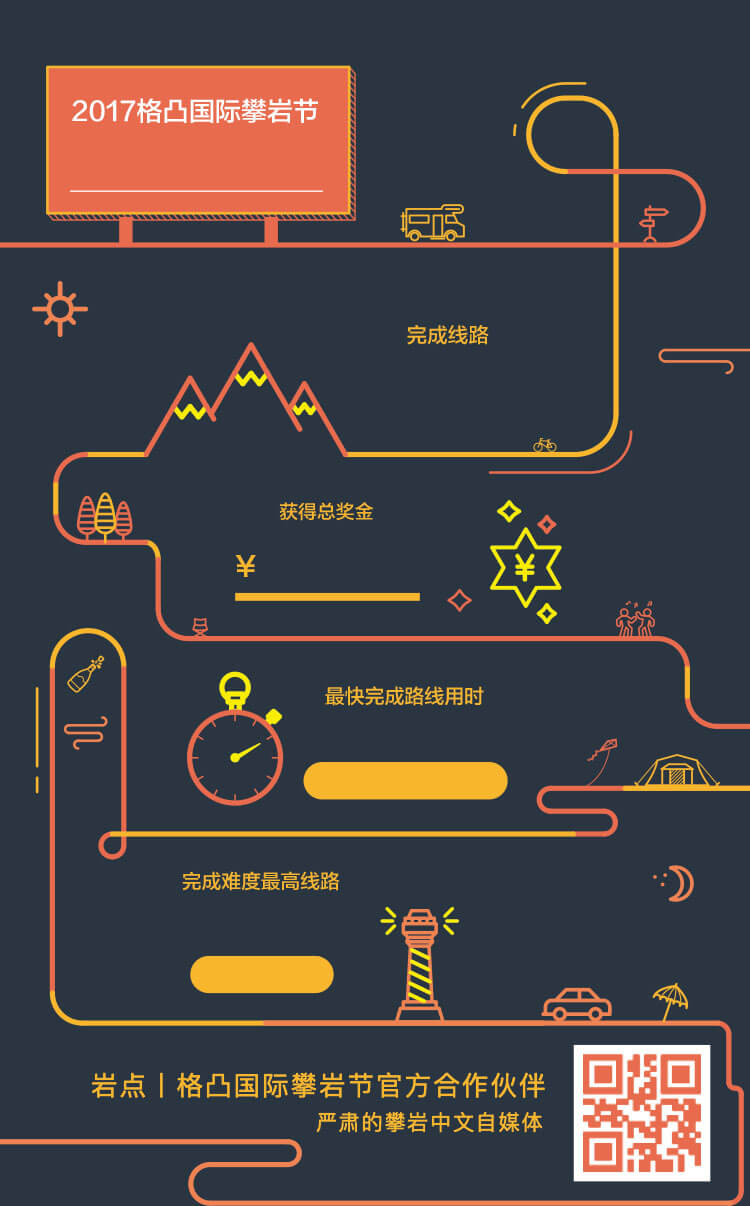 2017格凸国际攀岩节
完成线路
获得总奖金
¥
¥
最快完成路线用时
完成难度最高线路
岩点丨格凸国际攀岩节官方合作伙伴
严肃的攀岩中文自媒体